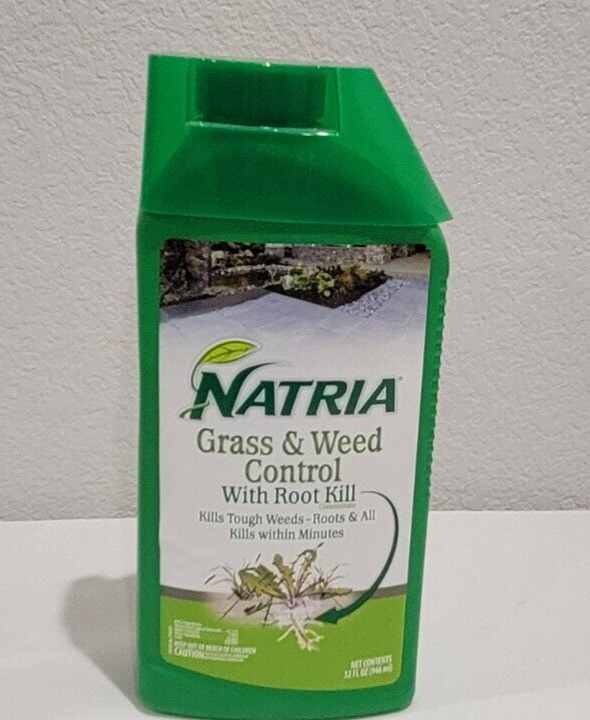 NATRIA®
Grass & Weed
Control
With Root Kill
Concentrate
Kills Tough Weeds–Roots & All
Kills within Minutes
KEEP OUT OF REACH OF CHILDREN
CAUTION
NET CONTENTS
32 FL OZ (946 ml)